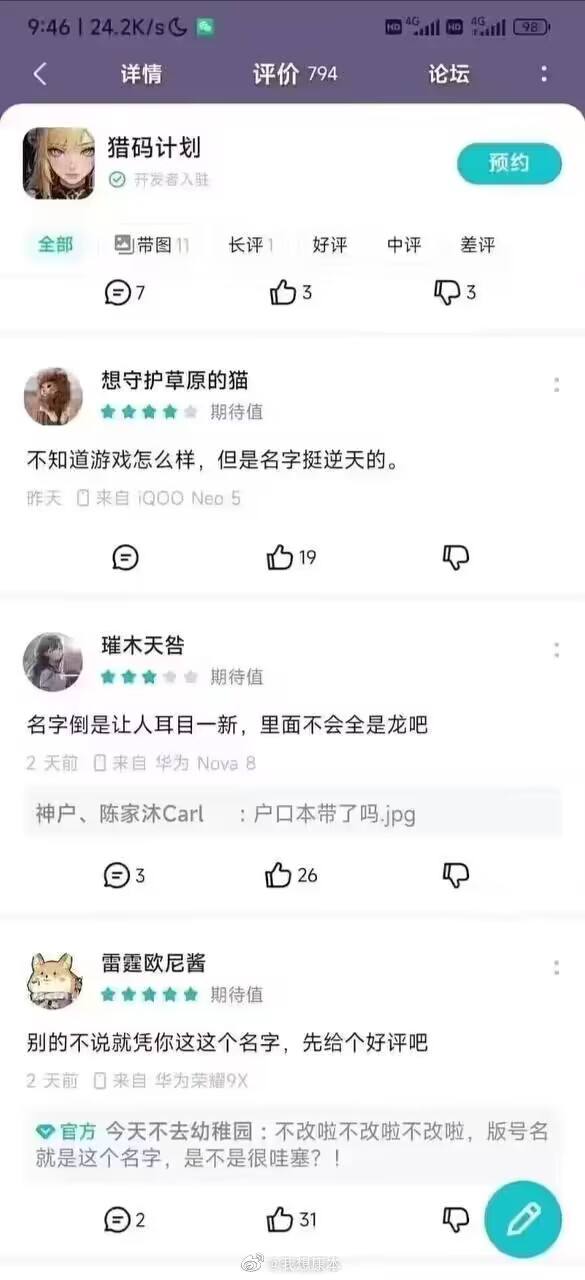 9:46 | 24.2K/s
HD 4G HD 4G 98
详情 评价 794 论坛
猎码计划
开发者入驻
预约
全部 带图 11 长评 1 好评 中评 差评
7 3 3
想守护草原的猫
期待值
不知道游戏怎么样，但是名字挺逆天的。
昨天 来自 iQOO Neo 5
19
璀木天咎
期待值
名字倒是让人耳目一新，里面不会全是龙吧
2 天前 来自 华为 Nova 8
神户、陈家沐Carl ：户口本带了吗.jpg
3 26
雷霆欧尼酱
期待值
别的不说就凭你这这个名字，先给个好评吧
2 天前 来自 华为荣耀9X
官方 今天不去幼稚园：不改啦不改啦不改啦，版号名
就是这个名字，是不是很哇塞？！
2 31